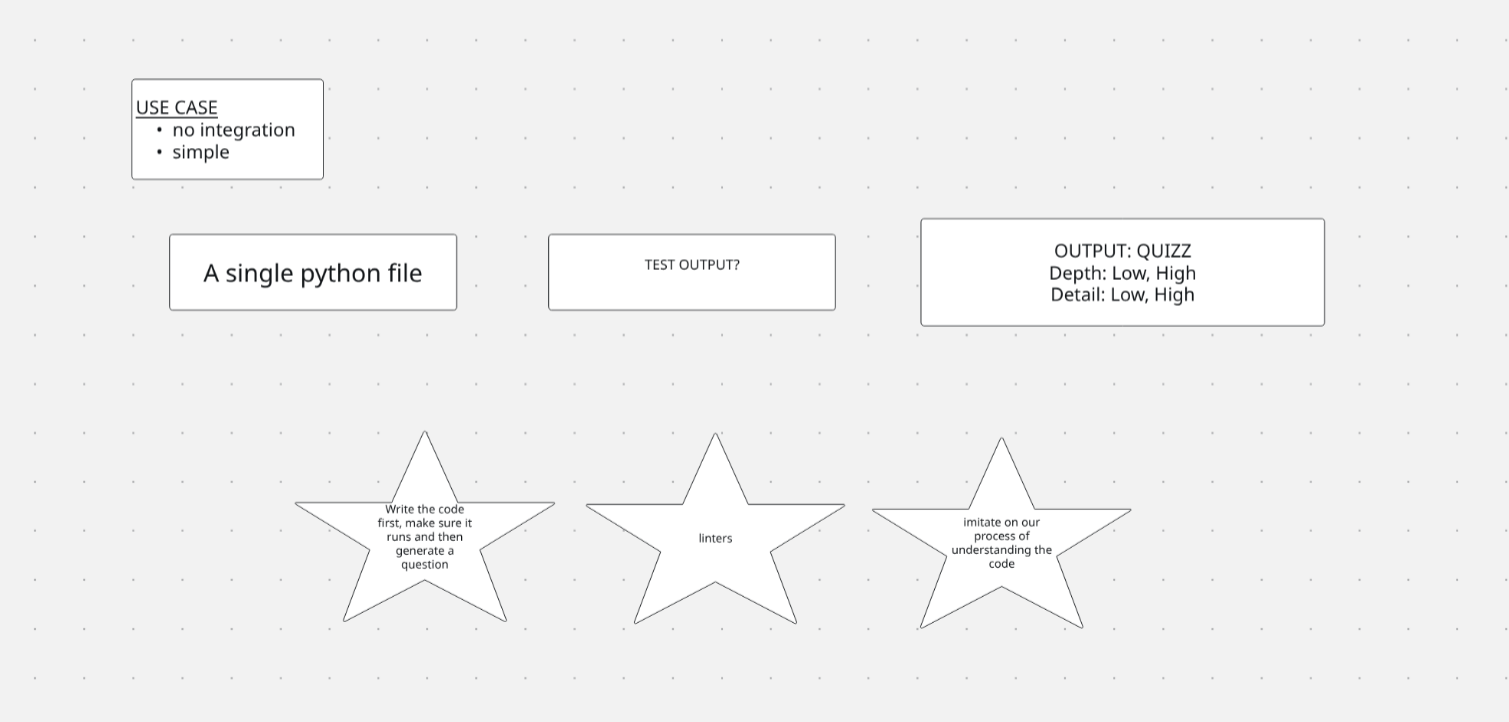 USE CASE
• no integration
• simple
A single python file
TEST OUTPUT?
OUTPUT: QUIZZ
Depth: Low, High
Detail: Low, High
Write the code
first, make sure it
runs and then
generate a
question
linters
imitate on our
process of
understanding the
code